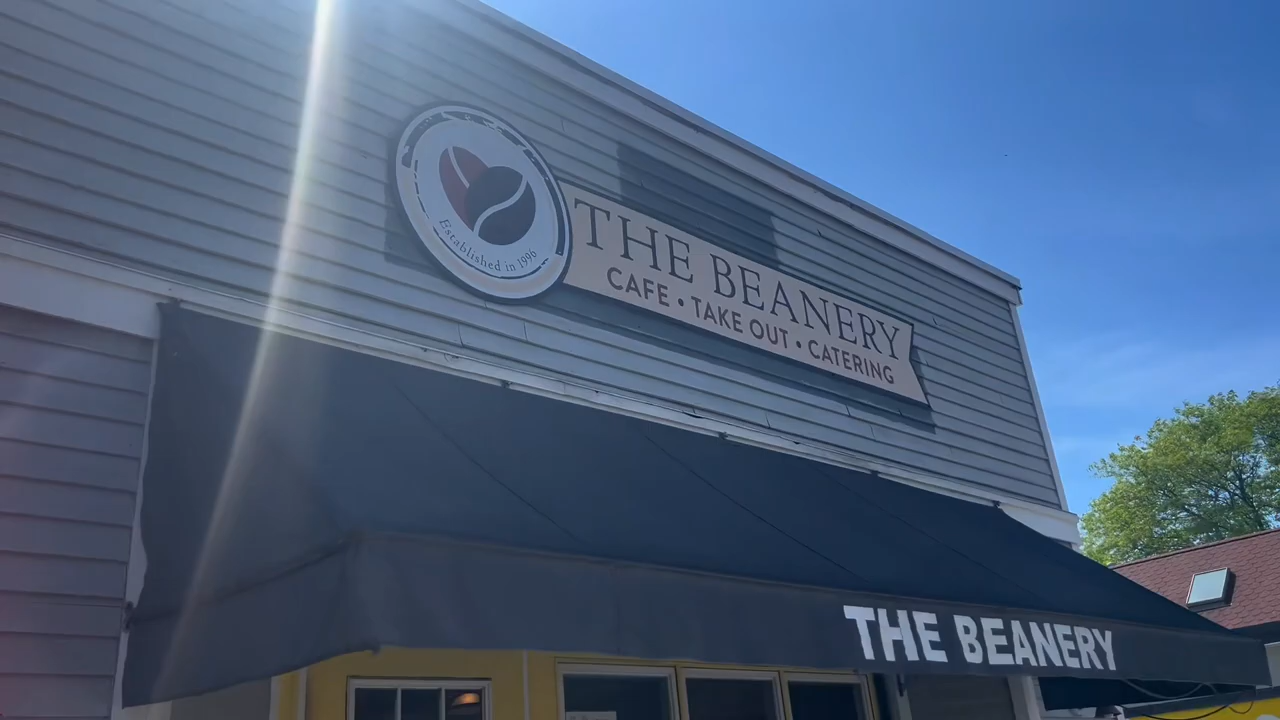 Established in 1996
THE BEANERY
CAFE • TAKE OUT • CATERING
THE BEANERY